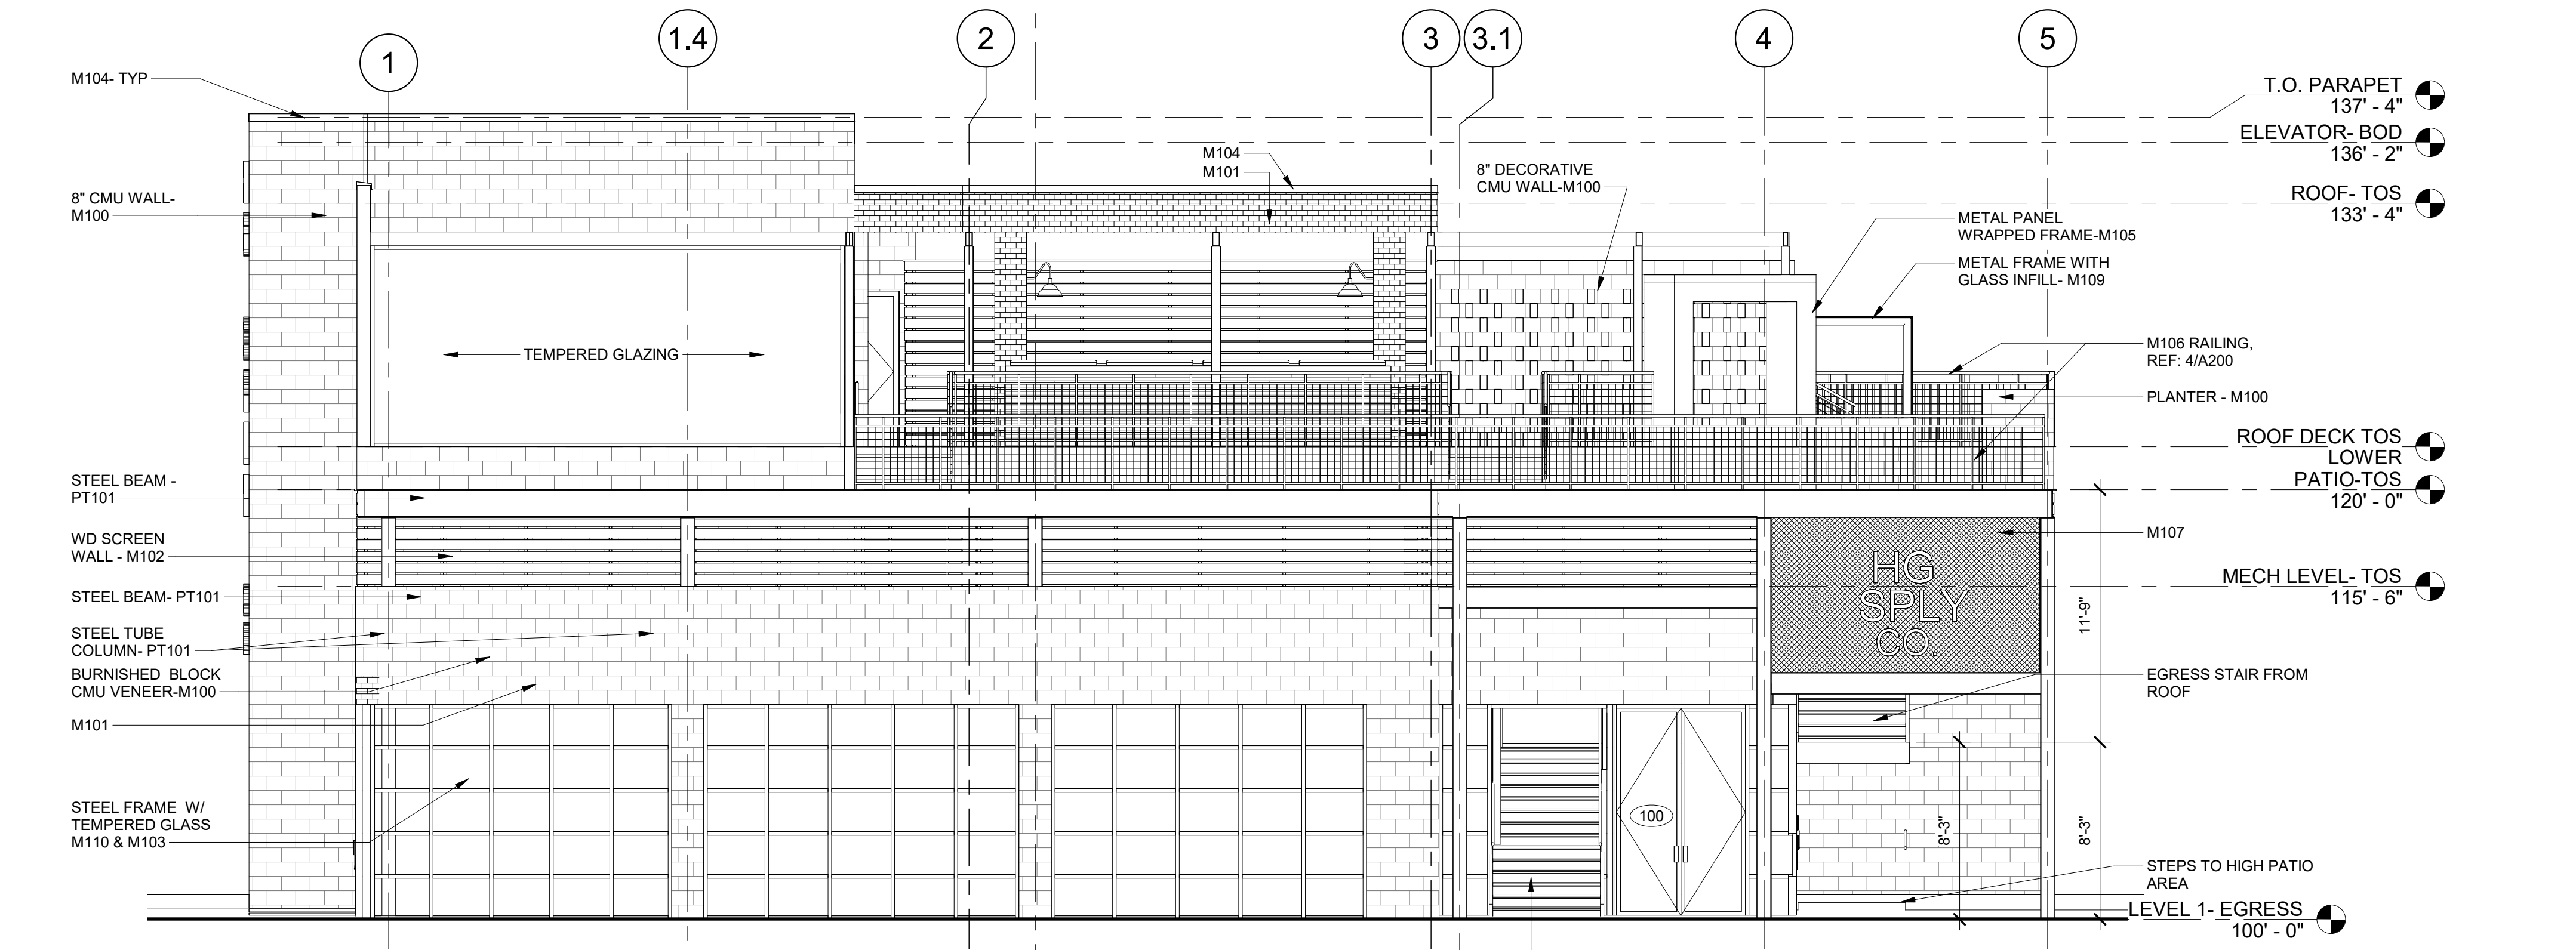 1
1.4
2
3
3.1
4
5
M104- TYP
8" CMU WALL-
M100
STEEL BEAM -
PT101
WD SCREEN
WALL - M102
STEEL BEAM- PT101
STEEL TUBE
COLUMN- PT101
BURNISHED BLOCK
CMU VENEER-M100
M101
STEEL FRAME W/
TEMPERED GLASS
M110 & M103
TEMPERED GLAZING
M104
M101
8" DECORATIVE
CMU WALL-M100
METAL PANEL
WRAPPED FRAME-M105
METAL FRAME WITH
GLASS INFILL- M109
M106 RAILING,
REF: 4/A200
PLANTER - M100
M107
HG
SPLY
CO.
EGRESS STAIR FROM
ROOF
STEPS TO HIGH PATIO
AREA
100
8'-3"
11'-9"
8'-3"
T.O. PARAPET
137' - 4"
ELEVATOR- BOD
136' - 2"
ROOF- TOS
133' - 4"
ROOF DECK TOS
LOWER
PATIO-TOS
120' - 0"
MECH LEVEL- TOS
115' - 6"
LEVEL 1- EGRESS
100' - 0"